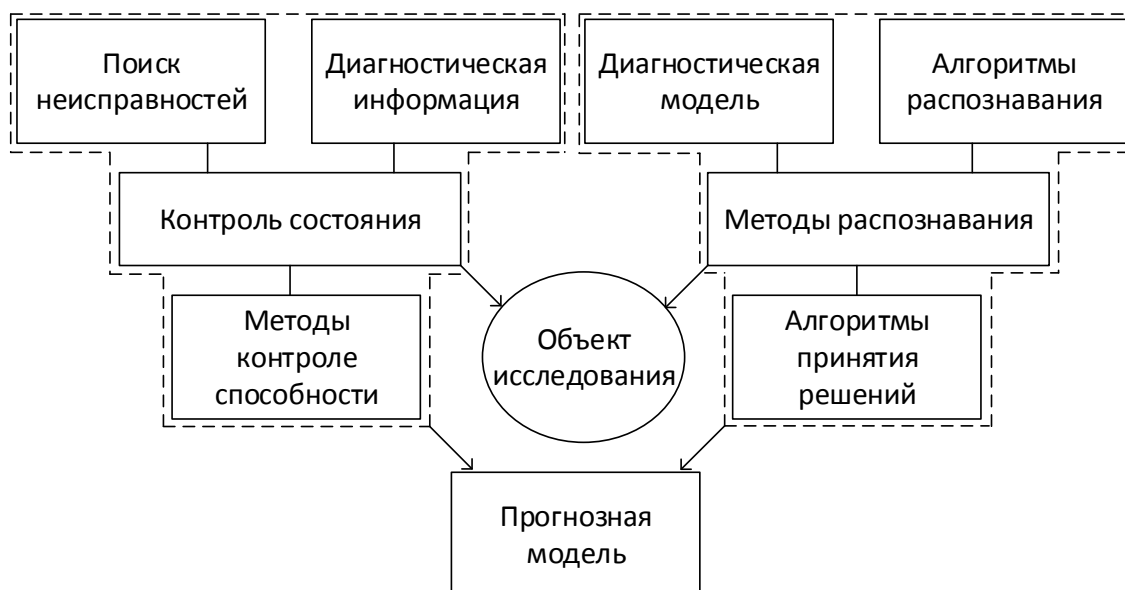 Поиск
неисправностей
Диагностическая
информация
Диагностическая
модель
Алгоритмы
распознавания
Контроль состояния
Методы распознавания
Методы
контроле
способности
Объект
исследования
Алгоритмы
принятия
решений
Прогнозная
модель